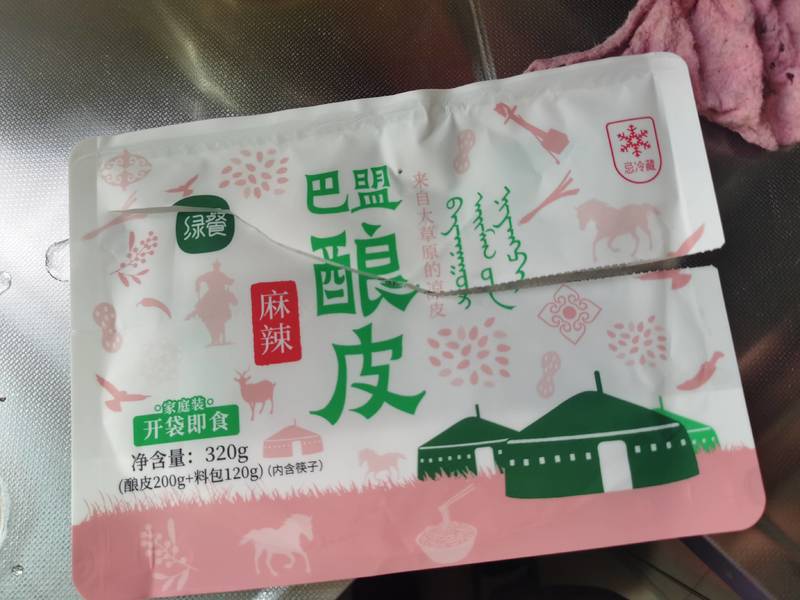 忌冷藏
绿餐
巴盟
酿皮
麻辣
来自大草原的凉皮
家庭装
开袋即食
净含量：320g
(酿皮200g+料包120g)(内含筷子)